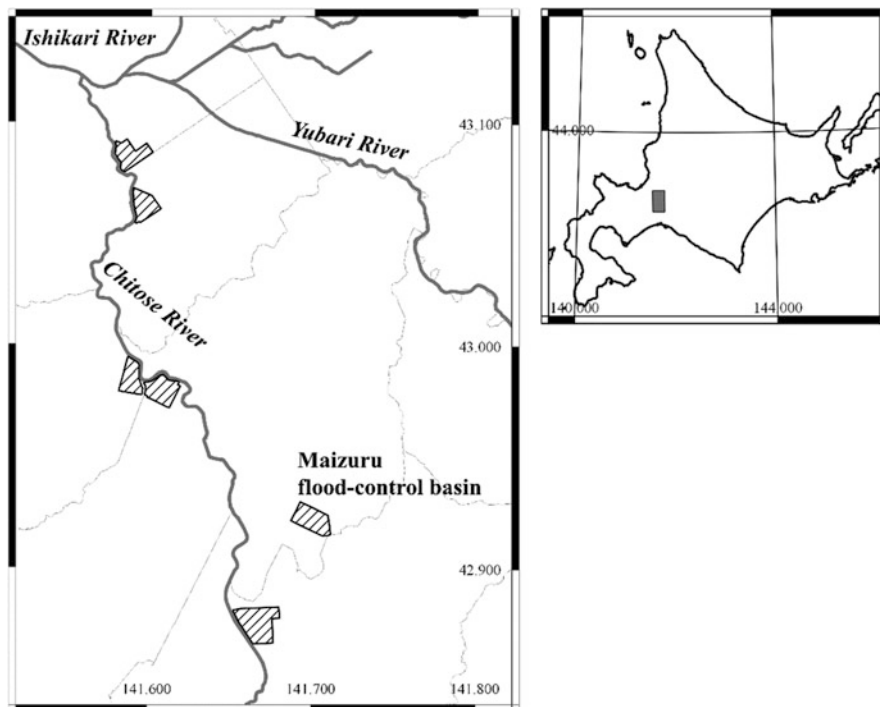 Ishikari River
Yubari River
43.100
Chitose River
43.000
Maizuru
flood-control basin
42.900
141.600
141.700
141.800
44.000
140.000
144.000